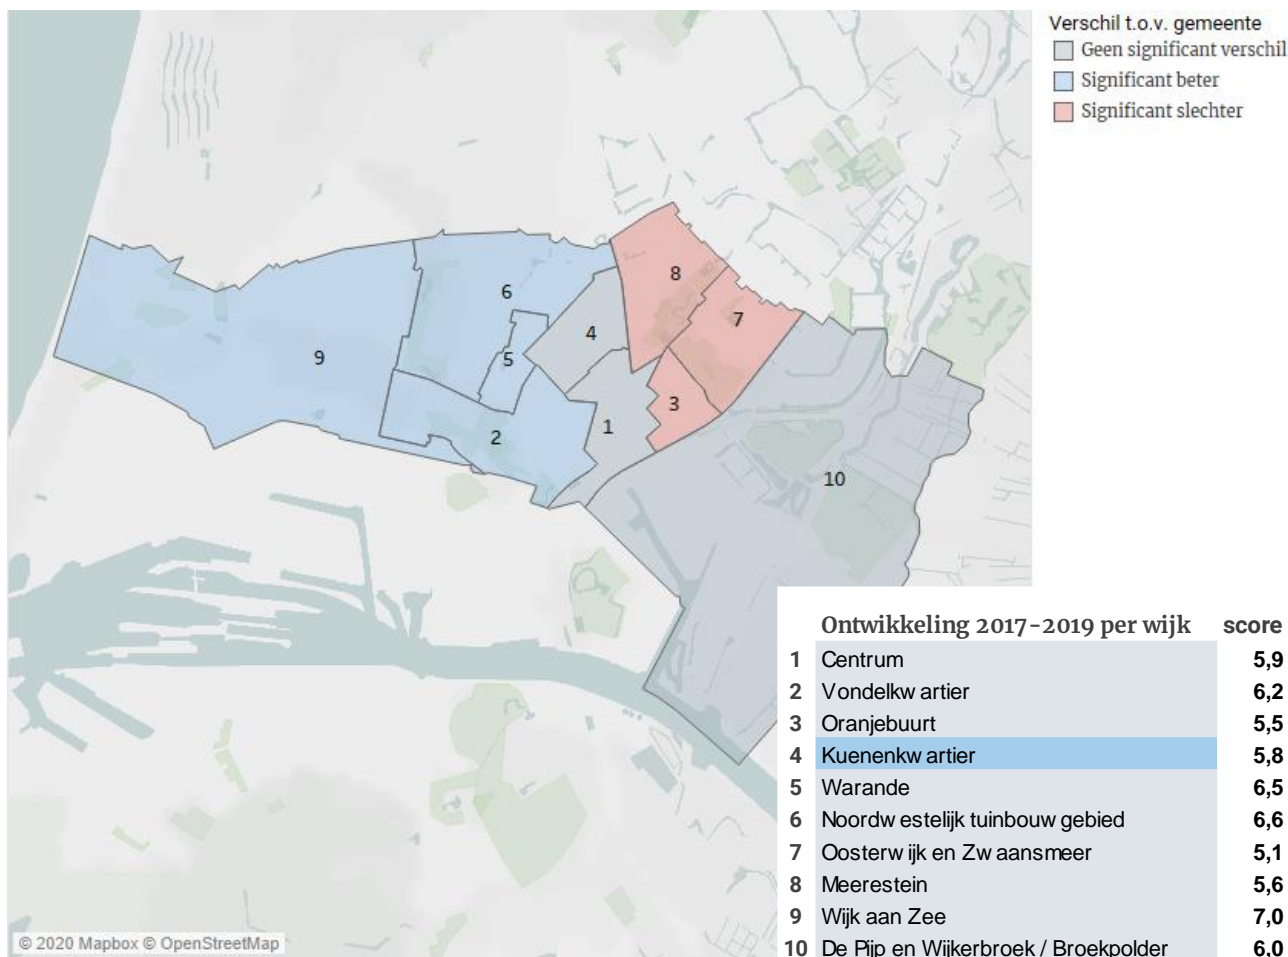 Verschil t.o.v. gemeente
Geen significant verschil
Significant beter
Significant slechter
8
6
7
4
5
9
3
1
2
10
Ontwikkeling 2017-2019 per wijk score
1 Centrum 5,9
2 Vondelkw artier 6,2
3 Oranjebuurt 5,5
4 Kuenenkw artier 5,8
5 Warande 6,5
6 Noordw estelijk tuinbouw gebied 6,6
7 Oosterw ijk en Zw aansmeer 5,1
8 Meerestein 5,6
9 Wijk aan Zee 7,0
10 De Pijp en Wijkerbroek / Broekpolder 6,0
© 2020 Mapbox © OpenStreetMap